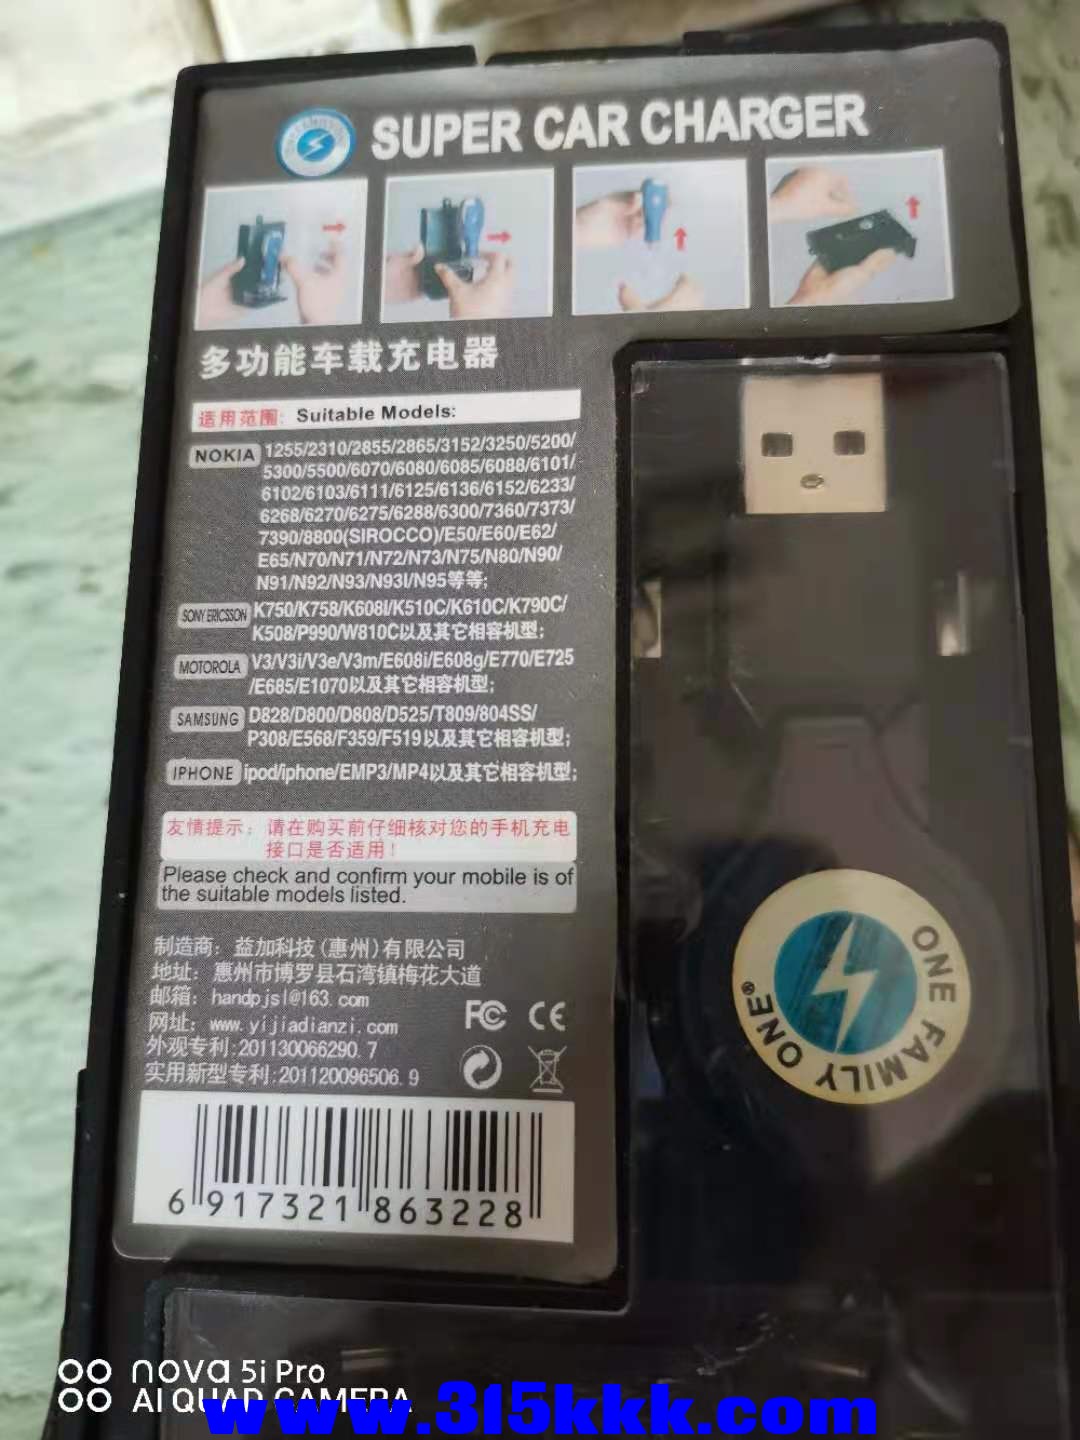 SUPER CAR CHARGER
多功能车载充电器
适用范围: Suitable Models:
NOKIA 1255/2310/2855/2865/3152/3250/5200/
5300/5500/6070/6080/6085/6088/6101/
6102/6103/6111/6125/6136/6152/6233/
6268/6270/6275/6288/6300/7360/7373/
7390/8800(SIROCCO)/E50/E60/E62/
E65/N70/N71/N72/N73/N75/N80/N90/
N91/N92/N93/N93I/N95等等;
SONY ERICSSON K750/K758/K608I/K510C/K610C/K790C/
K508/P990/W810C以及其它相容机型;
MOTOROLA V3/V3i/V3e/V3m/E608i/E608g/E770/E725
/E685/E1070以及其它相容机型;
SAMSUNG D828/D800/D808/D525/T809/804SS/
P308/E568/F359/F519以及其它相容机型;
IPHONE ipod/iphone/EMP3/MP4以及其它相容机型;
友情提示: 请在购买前仔细核对您的手机充电
接口是否适用!
Please check and confirm your mobile is of
the suitable models listed.
制造商: 益加科技(惠州)有限公司
地址: 惠州市博罗县石湾镇梅花大道
邮箱: handpjsl@163.com
网址: www.yijiadianzi.com
外观专利:201130066290.7
实用新型专利:201120096506.9
FC CE
6 917321 863228
ONE FAMILY ONE®
nova 5i Pro
AI QUAD CAMERA
www.315kkk.com